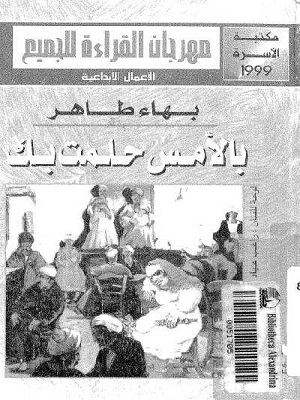 مكتبة
الأسرة
1999
مهرجان القراءة للجميع
الأعمال الإبداعية
بهاء طاهر
بالأمس حلمت بك
Bibliotheca Alexandrina